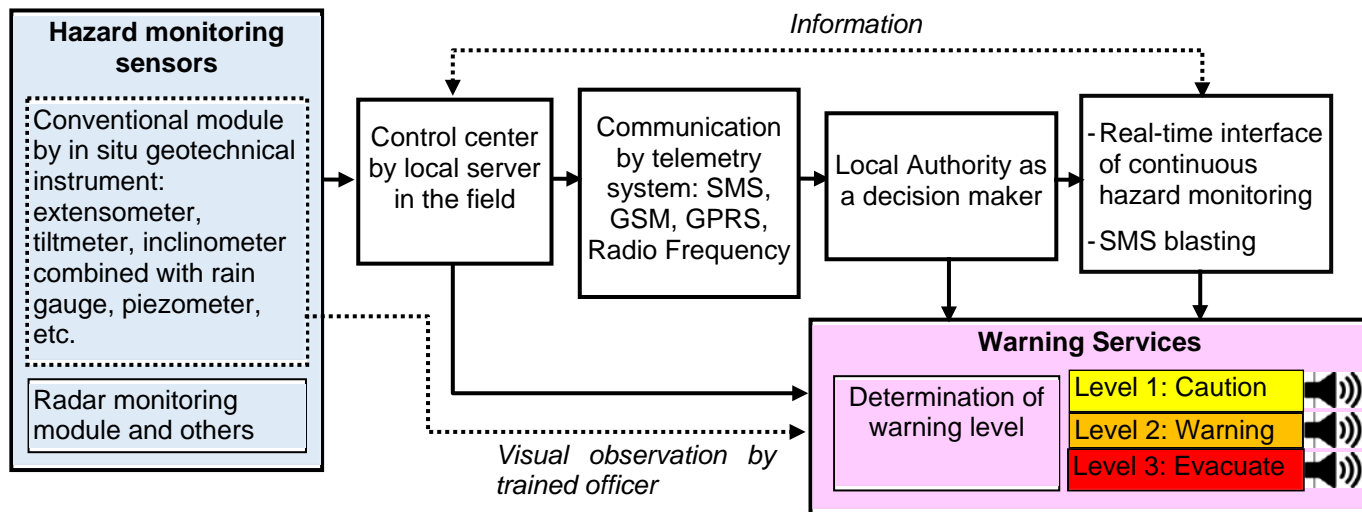 Hazard monitoring
sensors
Conventional module
by in situ geotechnical
instrument:
extensometer,
tiltmeter, inclinometer
combined with rain
gauge, piezometer,
etc.
Radar monitoring
module and others
Control center
by local server
in the field
Communication
by telemetry
system: SMS,
GSM, GPRS,
Radio Frequency
Local Authority as
a decision maker
Information
- Real-time interface
of continuous
hazard monitoring
- SMS blasting
Visual observation by
trained officer
Warning Services
Determination of
warning level
Level 1: Caution
Level 2: Warning
Level 3: Evacuate